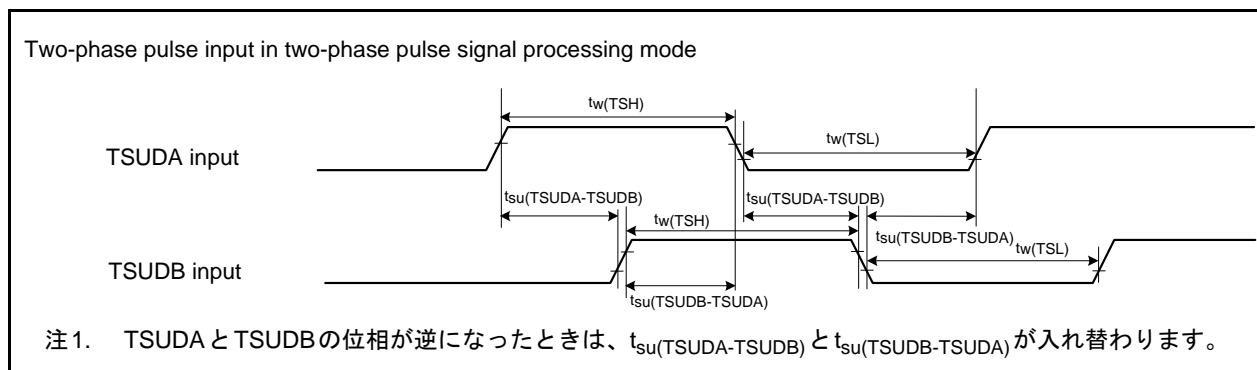 Two-phase pulse input in two-phase pulse signal processing mode
tw(TSH)
TSUDA input
tw(TSL)
tsu(TSUDA-TSUDB)
tsu(TSUDA-TSUDB)
tw(TSH)
tsu(TSUDB-TSUDA)
tw(TSL)
TSUDB input
tsu(TSUDB-TSUDA)
注1. TSUDAとTSUDBの位相が逆になったときは、tsu(TSUDA-TSUDB)とtsu(TSUDB-TSUDA)が入れ替わります。